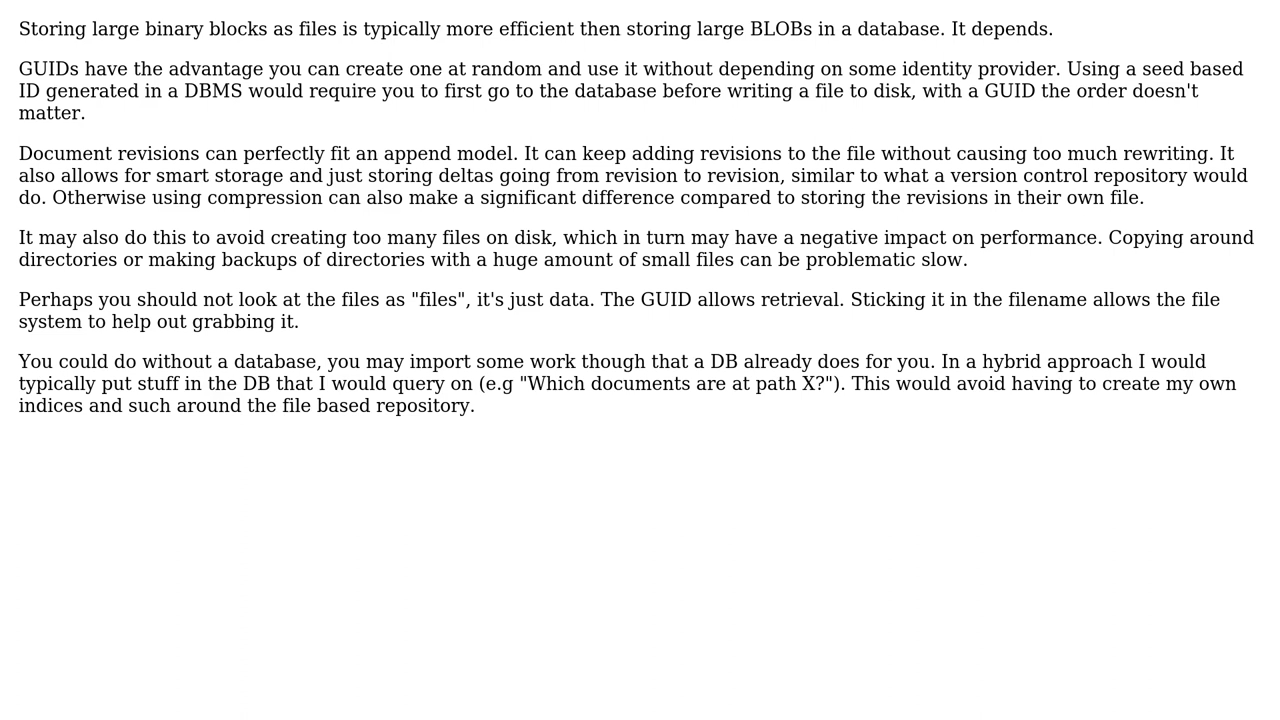 Storing large binary blocks as files is typically more efficient then storing large BLOBs in a database. It depends.
GUIDs have the advantage you can create one at random and use it without depending on some identity provider. Using a seed based
ID generated in a DBMS would require you to first go to the database before writing a file to disk, with a GUID the order doesn't
matter.
Document revisions can perfectly fit an append model. It can keep adding revisions to the file without causing too much rewriting. It
also allows for smart storage and just storing deltas going from revision to revision, similar to what a version control repository would
do. Otherwise using compression can also make a significant difference compared to storing the revisions in their own file.
It may also do this to avoid creating too many files on disk, which in turn may have a negative impact on performance. Copying around
directories or making backups of directories with a huge amount of small files can be problematic slow.
Perhaps you should not look at the files as "files", it's just data. The GUID allows retrieval. Sticking it in the filename allows the file
system to help out grabbing it.
You could do without a database, you may import some work though that a DB already does for you. In a hybrid approach I would
typically put stuff in the DB that I would query on (e.g "Which documents are at path X?"). This would avoid having to create my own
indices and such around the file based repository.